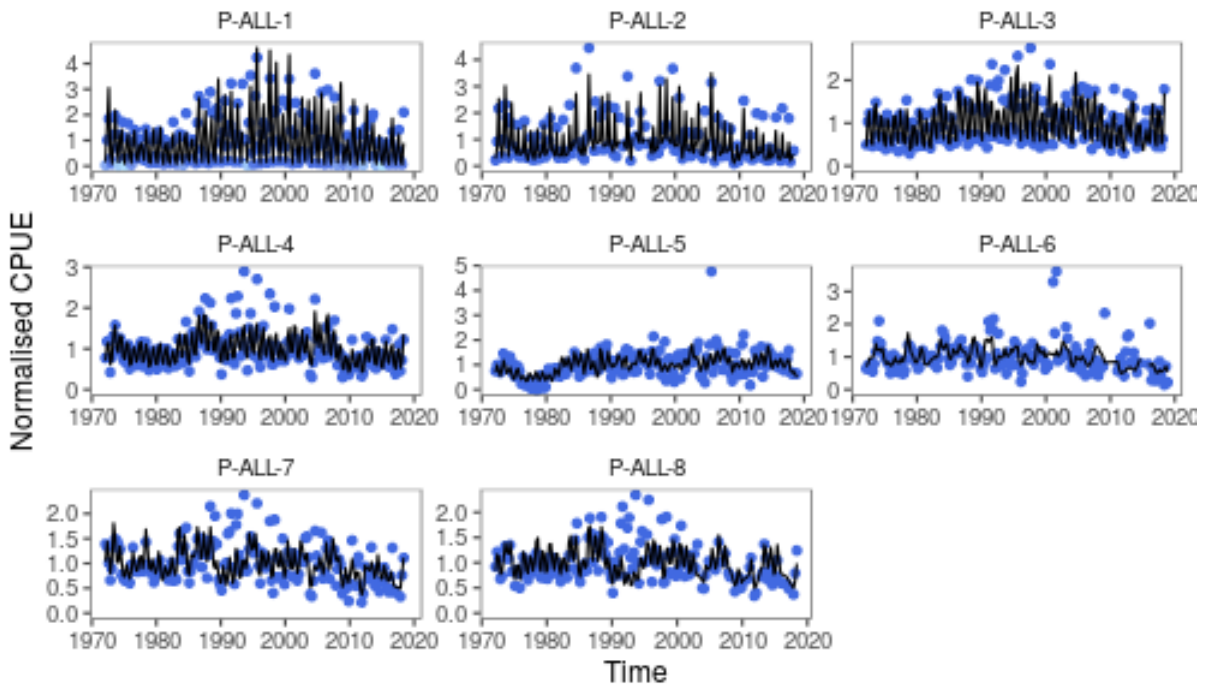 P-ALL-1 P-ALL-2 P-ALL-3
4 4
3 3 2
2 2
1 1 1
0 0 0
1970 1980 1990 2000 2010 2020 1970 1980 1990 2000 2010 2020 1970 1980 1990 2000 2010 2020
P-ALL-4 P-ALL-5 P-ALL-6
3 5
4 3
2 3 2
1 2 1
1
0 0 0
1970 1980 1990 2000 2010 2020 1970 1980 1990 2000 2010 2020 1970 1980 1990 2000 2010 2020
Normalised CPUE
P-ALL-7 P-ALL-8
2.0 2.0
1.5 1.5
1.0 1.0
0.5 0.5
0.0 0.0
1970 1980 1990 2000 2010 2020 1970 1980 1990 2000 2010 2020
Time